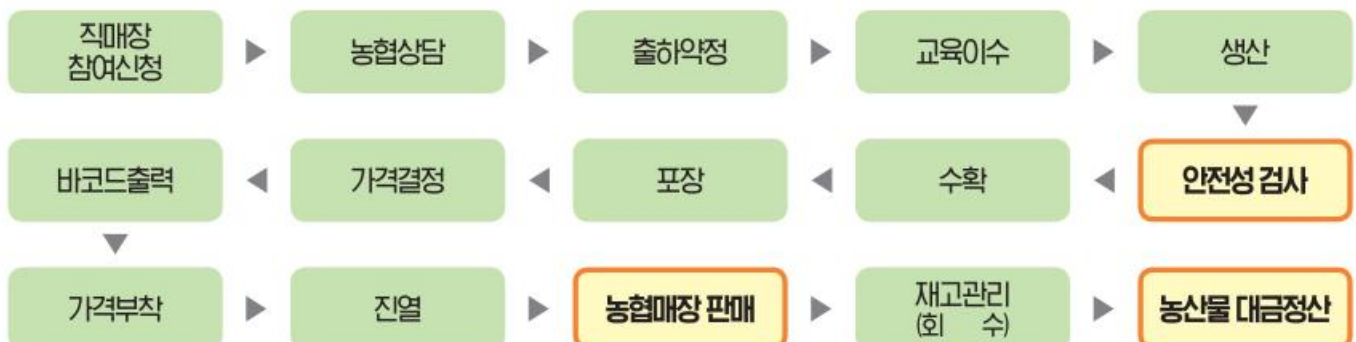 직매장
참여신청
농협상담
출하약정
교육이수
생산
안전성 검사
수확
포장
가격결정
바코드출력
가격부착
진열
농협매장 판매
재고관리
(회 수)
농산물 대금정산